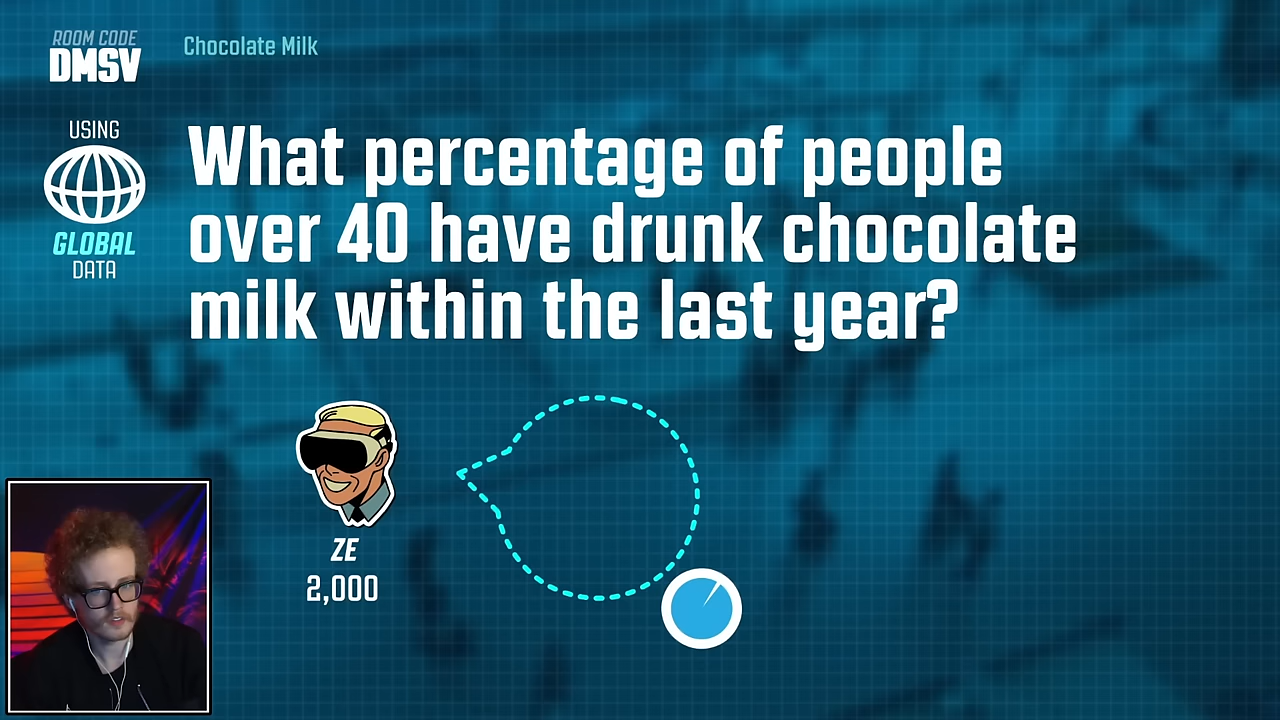 ROOM CODE
DMSV
Chocolate Milk
USING
GLOBAL
DATA
What percentage of people
over 40 have drunk chocolate
milk within the last year?
ZE
2,000